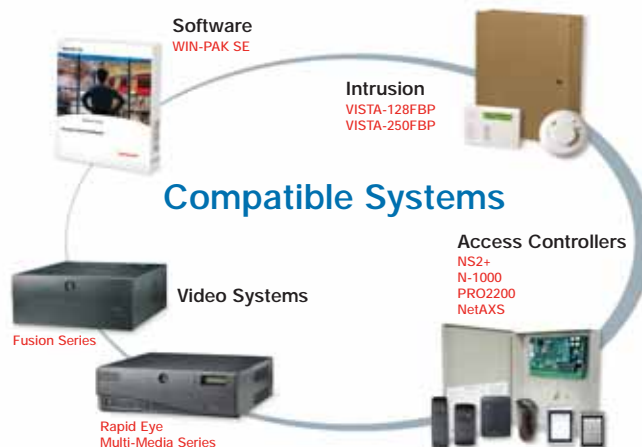 Software
WIN-PAK SE
Intrusion
VISTA-128FBP
VISTA-250FBP
Compatible Systems
Access Controllers
NS2+
N-1000
PRO2200
NetAXS
Video Systems
Fusion Series
Rapid Eye
Multi-Media Series